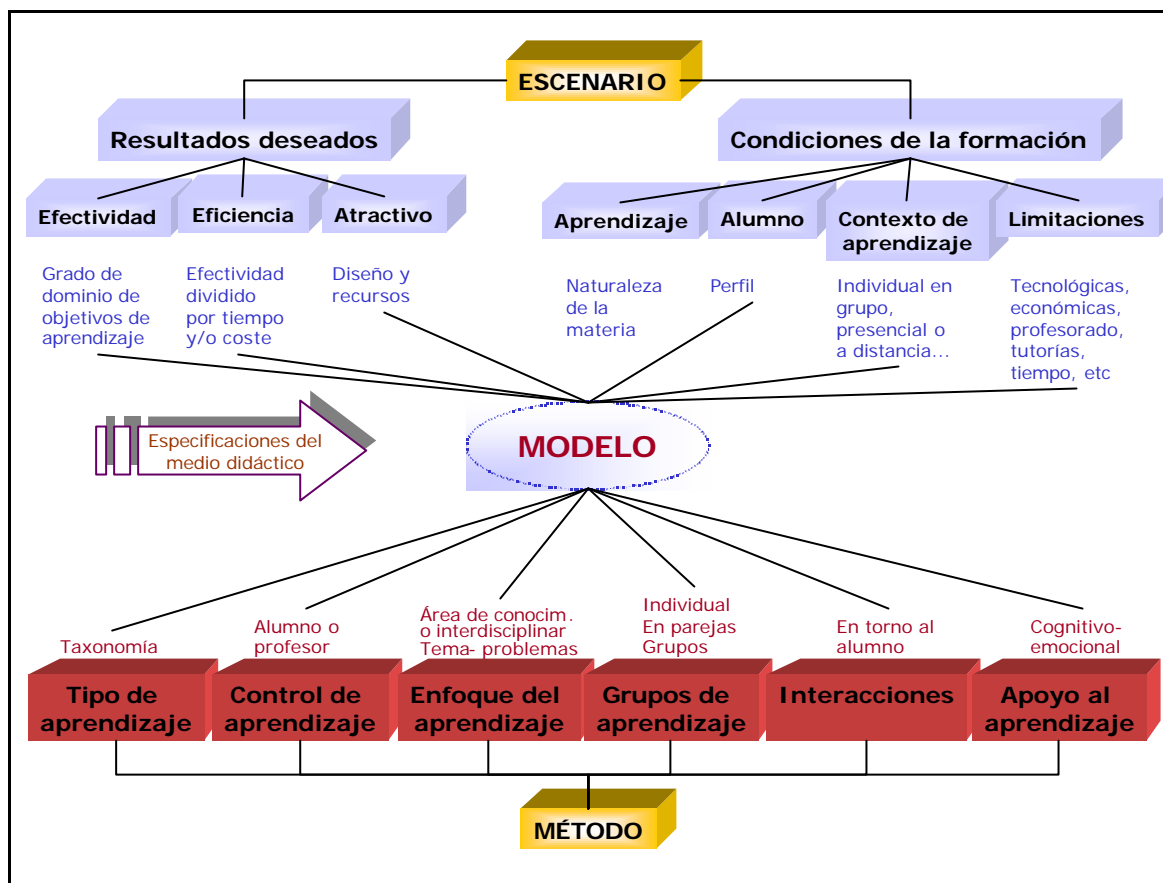 ESCENARIO
Resultados deseados
Condiciones de la formación
Efectividad
Eficiencia
Atractivo
Aprendizaje
Alumno
Contexto de
aprendizaje
Limitaciones
Grado de
dominio de
objetivos de
aprendizaje
Efectividad
dividido
por tiempo
y/o coste
Diseño y
recursos
Naturaleza
de la
materia
Perfil
Individual en
grupo,
presencial o
a distancia...
Tecnológicas,
económicas,
profesorado,
tutorías,
tiempo, etc
Especificaciones del
medio didáctico
MODELO
Taxonomía
Alumno o
profesor
Área de conocim.
o interdisciplinar
Tema- problemas
Individual
En parejas
Grupos
En torno al
alumno
Cognitivo-
emocional
Tipo de
aprendizaje
Control de
aprendizaje
Enfoque del
aprendizaje
Grupos de
aprendizaje
Interacciones
Apoyo al
aprendizaje
MÉTODO